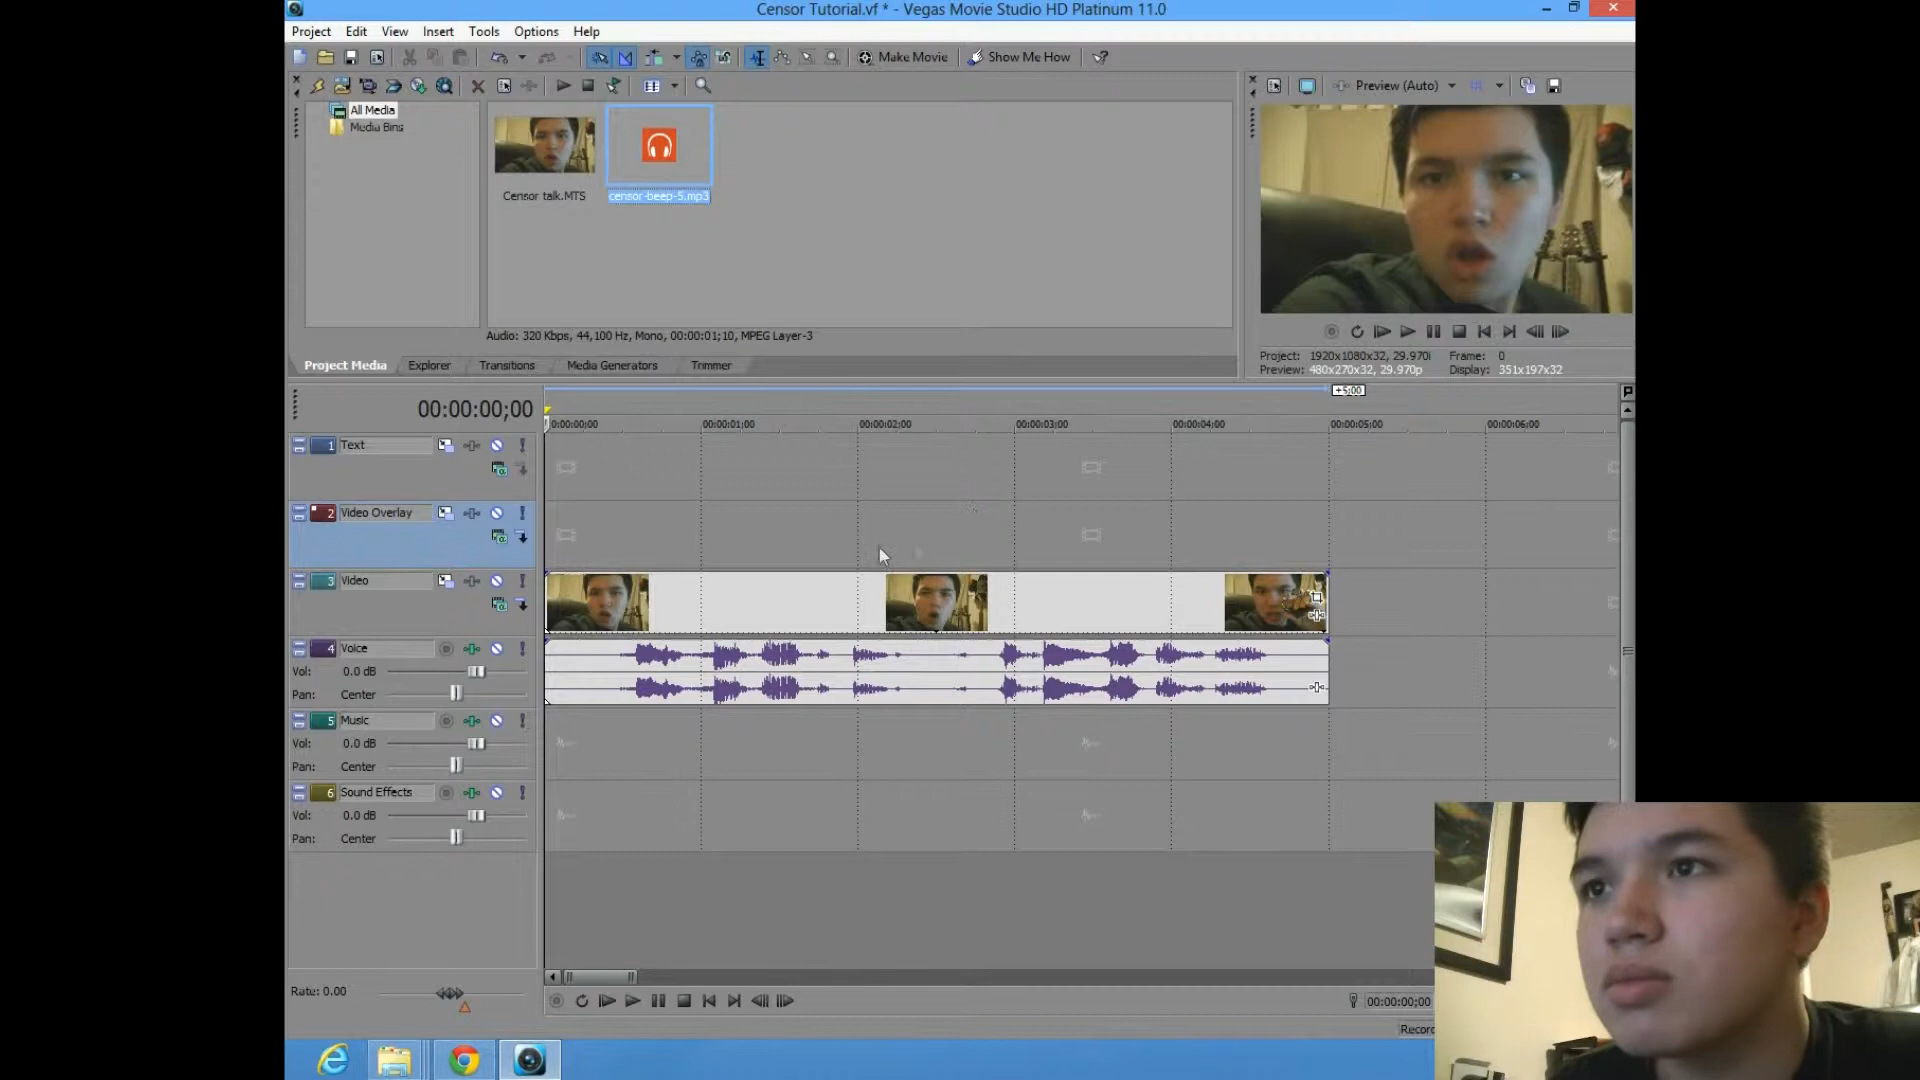 Censor Tutorial.vf * - Vegas Movie Studio HD Platinum 11.0
Project Edit View Insert Tools Options Help
Make Movie Show Me How
All Media
Media Bins
Preview (Auto)
Censor talk.MTS
censor-beep-5.mp3
Audio: 320 Kbps, 44,100 Hz, Mono, 00:00:01;10, MPEG Layer-3
Project: 1920x1080x32, 29.970i Frame: 0
Preview: 480x270x32, 29.970p Display: 351x197x32
Project Media Explorer Transitions Media Generators Trimmer
+5:00
00:00:00;00
00:00:00;00 00:00:01;00 00:00:02;00 00:00:03;00 00:00:04;00 00:00:05;00 00:00:06;00
1 Text
2 Video Overlay
3 Video
4 Voice
Vol: 0.0 dB
Pan: Center
5 Music
Vol: 0.0 dB
Pan: Center
6 Sound Effects
Vol: 0.0 dB
Pan: Center
Rate: 0.00
00:00:00;00
Recor